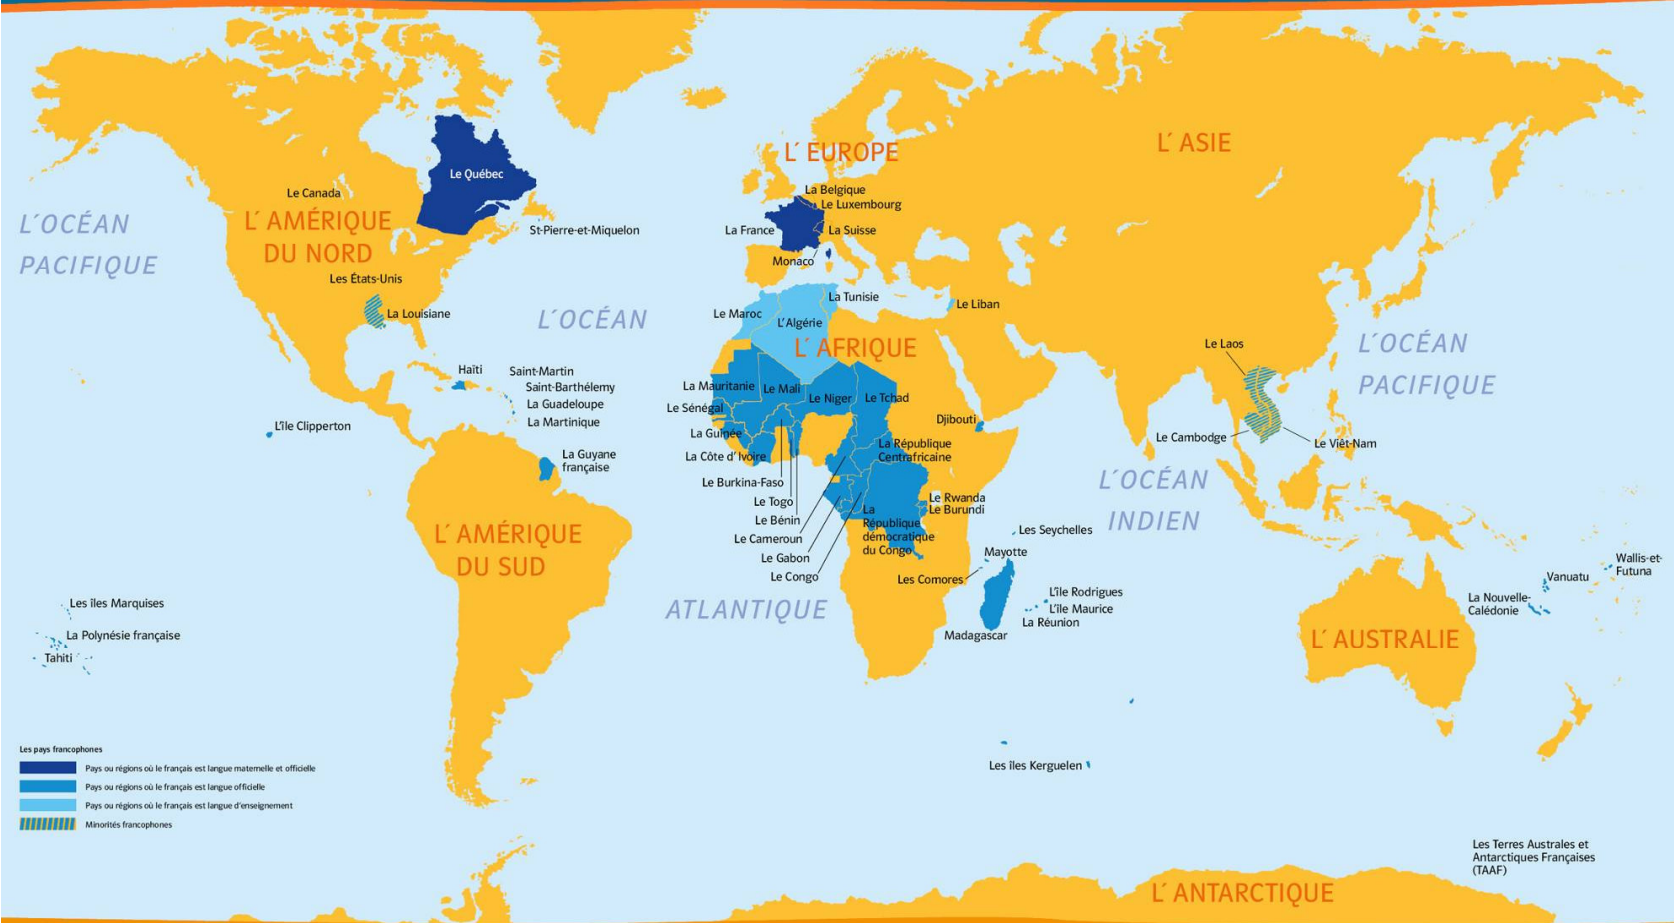 L´ EUROPE
L´ ASIE
Le Québec
Le Canada
La Belgique
Le Luxembourg
L´OCÉAN
PACIFIQUE
L´ AMÉRIQUE
DU NORD
St-Pierre-et-Miquelon
La France
La Suisse
Monaco
Les États-Unis
La Louisiane
L´OCÉAN
La Tunisie
Le Maroc
L'Algérie
Le Liban
L´ AFRIQUE
Le Laos
L´OCÉAN
PACIFIQUE
Haïti
Saint-Martin
Saint-Barthélemy
La Guadeloupe
La Martinique
La Mauritanie
Le Mali
Le Niger
Le Tchad
Le Sénégal
Djibouti
L'île Clipperton
La Guinée
La République
Centrafricaine
Le Cambodge
Le Viêt-Nam
La Côte d' Ivoire
La Guyane
française
Le Burkina-Faso
L´OCÉAN
INDIEN
Le Togo
Le Rwanda
Le Burundi
Le Bénin
La
République
démocratique
du Congo
Le Cameroun
Le Gabon
Le Congo
L´ AMÉRIQUE
DU SUD
Les Seychelles
Mayotte
Les Comores
Wallis-et-
Futuna
Vanuatu
La Nouvelle-
Calédonie
L'île Rodrigues
L'île Maurice
La Réunion
Madagascar
ATLANTIQUE
Les îles Marquises
La Polynésie française
Tahiti
L´ AUSTRALIE
Les îles Kerguelen
Les pays francophones
Pays ou régions où le français est langue maternelle et officielle
Pays ou régions où le français est langue officielle
Pays ou régions où le français est langue d'enseignement
Minorités francophones
Les Terres Australes et
Antarctiques Françaises
(TAAF)
L´ ANTARCTIQUE